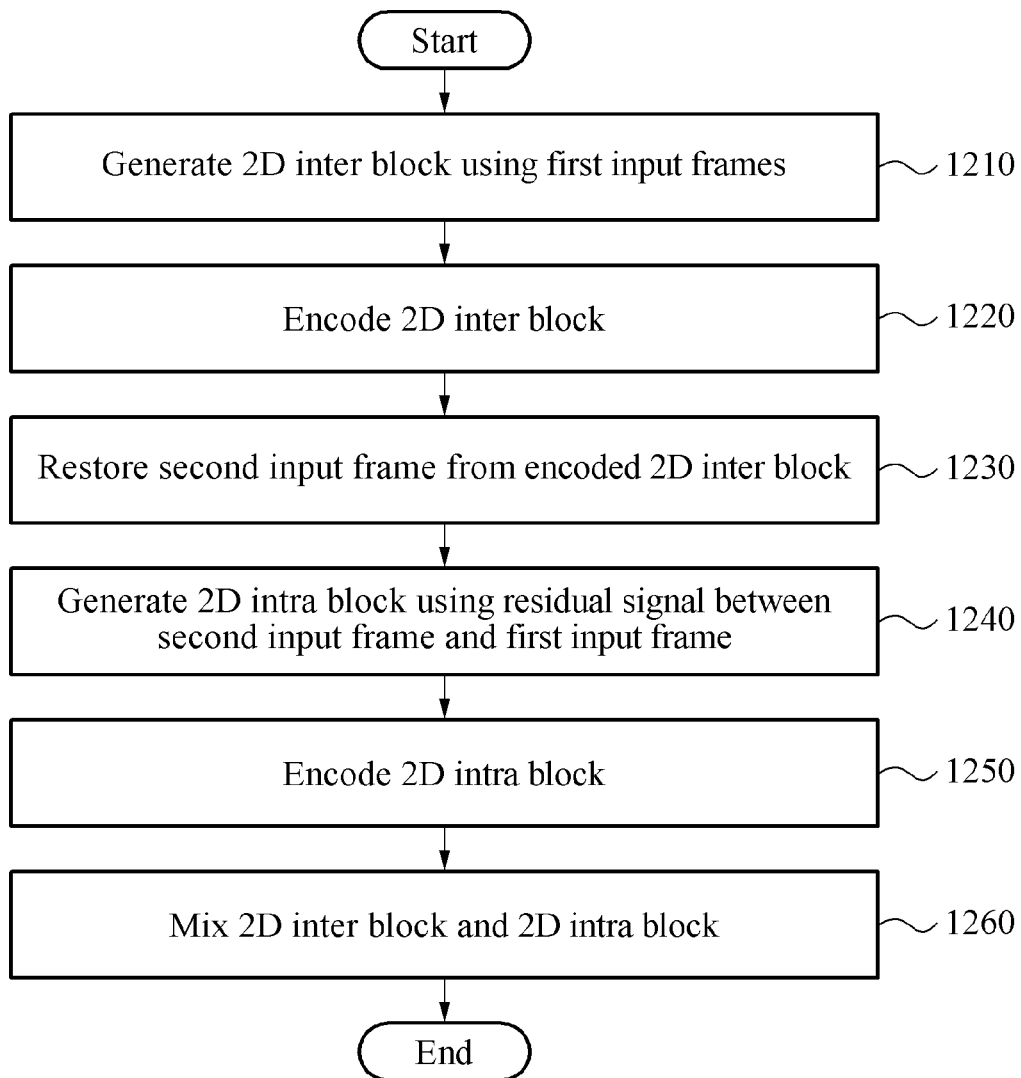 Start
Generate 2D inter block using first input frames
1210
Encode 2D inter block
1220
Restore second input frame from encoded 2D inter block
1230
Generate 2D intra block using residual signal between
second input frame and first input frame
1240
Encode 2D intra block
1250
Mix 2D inter block and 2D intra block
1260
End